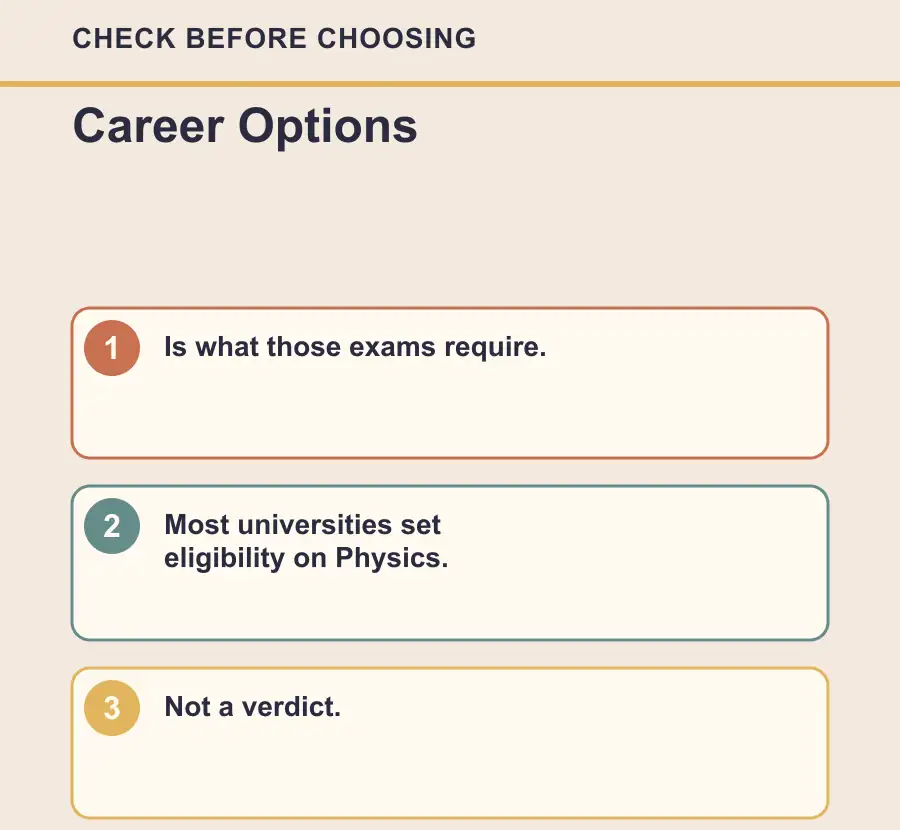 CHECK BEFORE CHOOSING
Career Options
1
Is what those exams require.
2
Most universities set
eligibility on Physics.
3
Not a verdict.